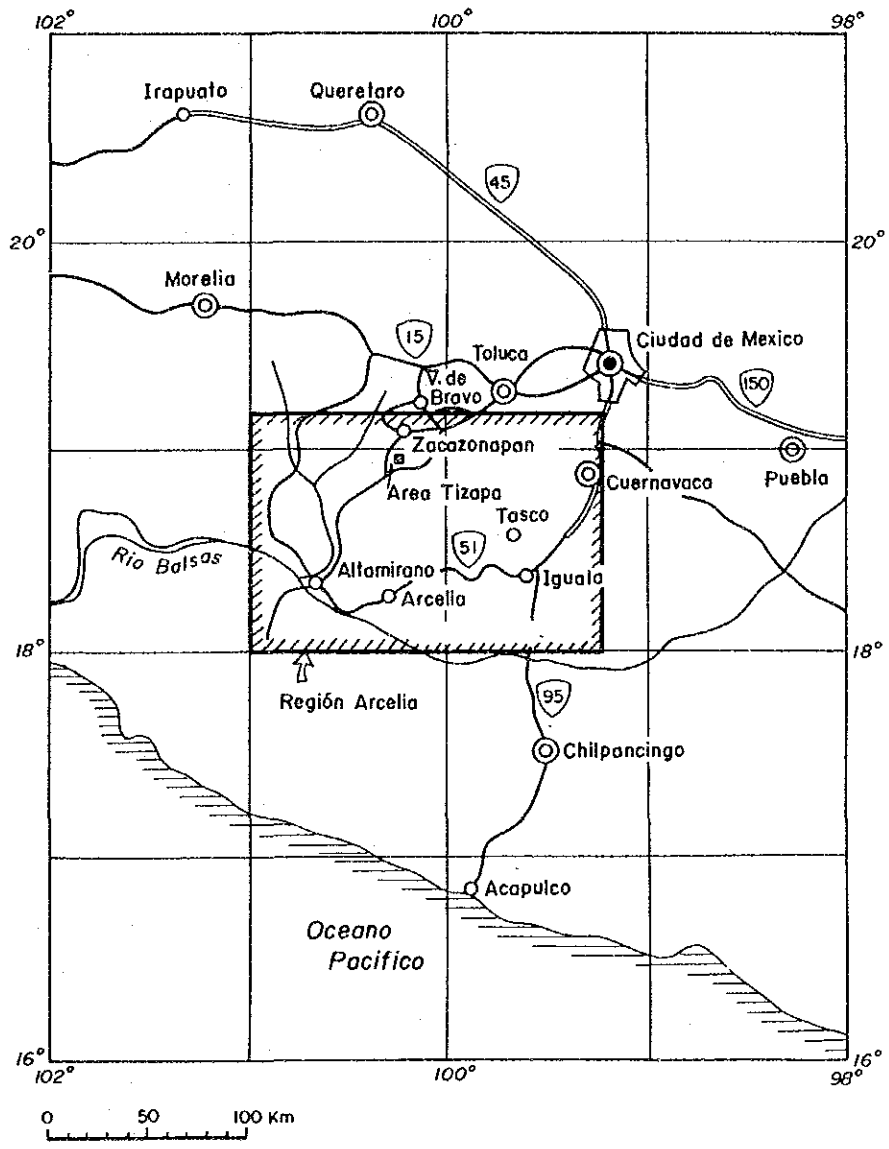 102°
100°
98°
Irapuato
Queretaro
45
20°
20°
Morelia
15
Toluca
Ciudad de Mexico
V. de
Bravo
150
Zacazonapan
Puebla
Area Tizapa
Cuernavaca
Tasco
51
Rio Balsas
Altamirano
Iguala
Arcella
18°
18°
Región Arcelia
95
Chilpancingo
Acapulco
Oceano
Pacifico
16°
16°
102°
100°
98°
0 50 100 Km